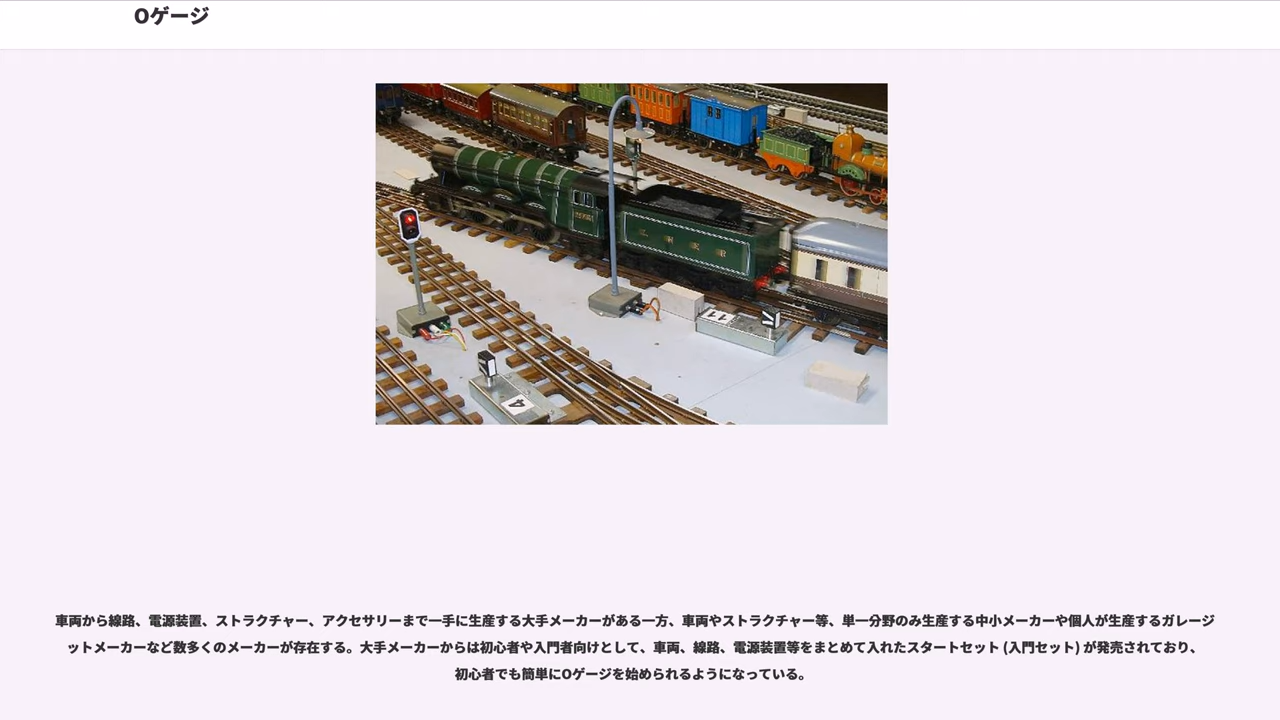 Oゲージ
L N E R
11
4
車両から線路、電源装置、ストラクチャー、アクセサリーまで一手に生産する大手メーカーがある一方、車両やストラクチャー等、単一分野のみ生産する中小メーカーや個人が生産するガレージ
ットメーカーなど数多くのメーカーが存在する。大手メーカーからは初心者や入門者向けとして、車両、線路、電源装置等をまとめて入れたスタートセット (入門セット) が発売されており、
初心者でも簡単にOゲージを始められるようになっている。